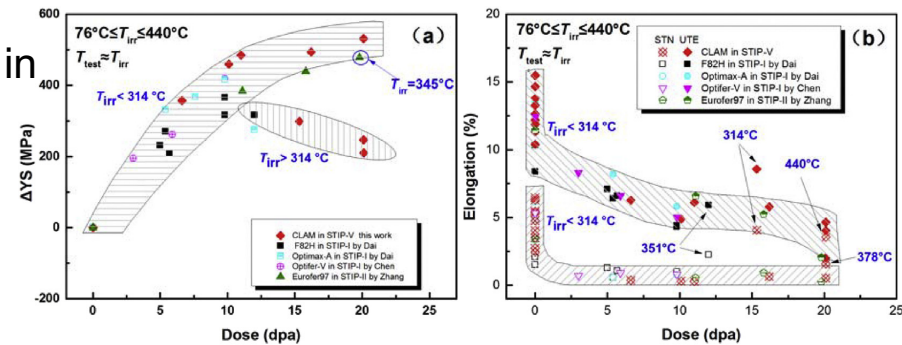 in
76°C≤Tirr≤440°C
Ttest≈Tirr
(a)
Tirr< 314 °C
Tirr=345°C
Tirr>314 °C
CLAM in STIP-V this work
F82H in STIP-I by Dai
Optimax-A in STIP-I by Dai
Optifer-V in STIP-I by Chen
Eurofer97 in STIP-II by Zhang
600
400
200
0
-200
ΔYS (MPa)
0 5 10 15 20 25
Dose (dpa)
76°C≤Tirr≤440°C
Ttest≈Tirr
(b)
STN UTE
CLAM in STIP-V
F82H in STIP-I by Dai
Optimax-A in STIP-I by Dai
Optifer-V in STIP-I by Chen
Eurofer97 in STIP-II by Zhang
Tirr< 314 °C
314°C
440°C
Tirr< 314 °C
351°C
378°C
20
15
10
5
0
Elongation (%)
0 5 10 15 20 25
Dose (dpa)